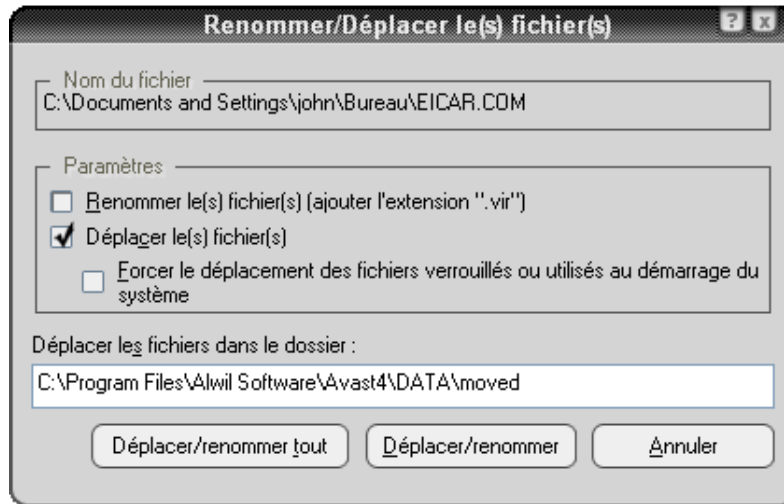 Renommer/Déplacer le(s) fichier(s)
Nom du fichier
C:\Documents and Settings\john\Bureau\EICAR.COM
Paramètres
Renommer le(s) fichier(s) (ajouter l'extension ".vir")
Déplacer le(s) fichier(s)
Forcer le déplacement des fichiers verrouillés ou utilisés au démarrage du
système
Déplacer les fichiers dans le dossier :
C:\Program Files\Alwil Software\Avast4\DATA\moved
Déplacer/renommer tout Déplacer/renommer Annuler